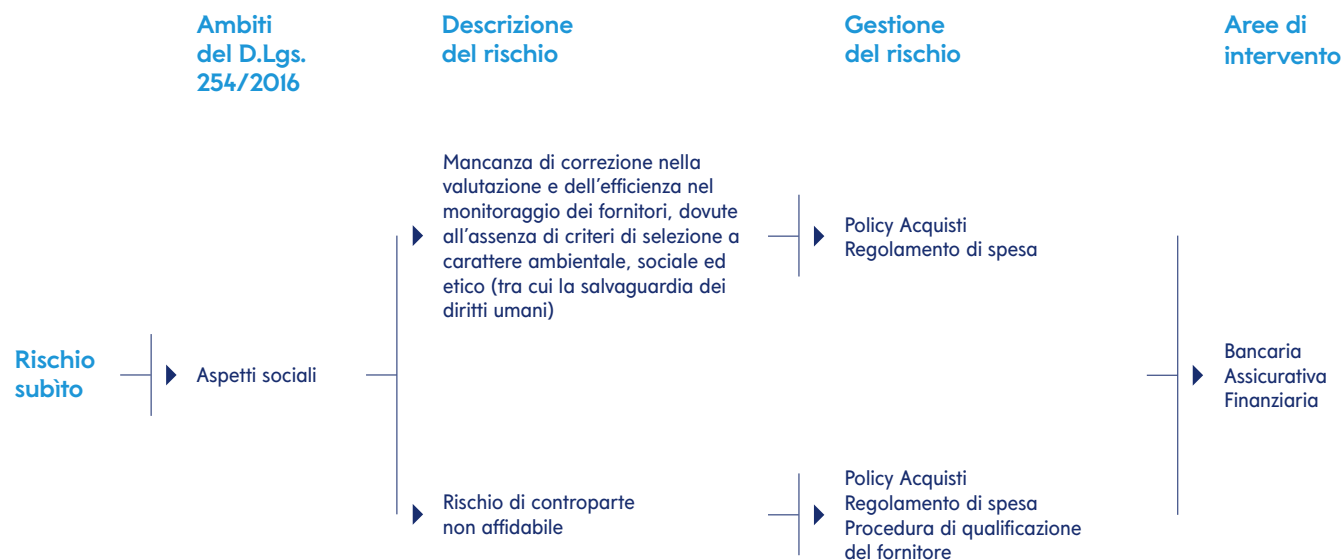 Ambiti
del D.Lgs.
254/2016
Descrizione
del rischio
Gestione
del rischio
Aree di
intervento
Rischio
subìto
Aspetti sociali
Mancanza di correzione nella
valutazione e dell'efficienza nel
monitoraggio dei fornitori, dovute
all'assenza di criteri di selezione a
carattere ambientale, sociale ed
etico (tra cui la salvaguardia dei
diritti umani)
Policy Acquisti
Regolamento di spesa
Rischio di controparte
non affidabile
Policy Acquisti
Regolamento di spesa
Procedura di qualificazione
del fornitore
Bancaria
Assicurativa
Finanziaria